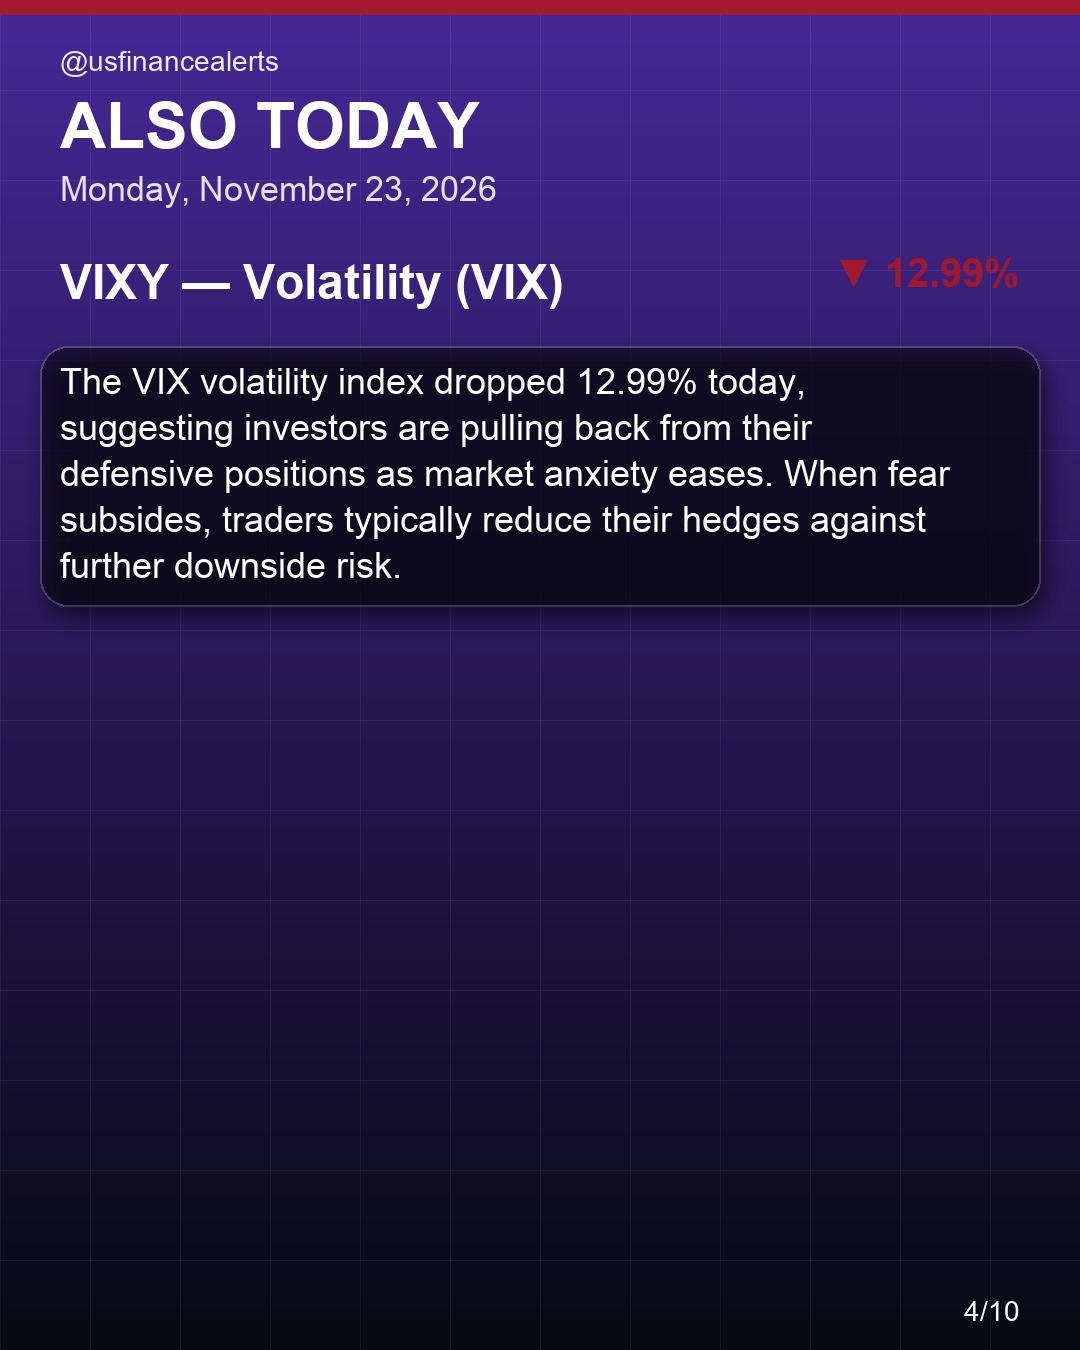 @usfinancealerts
ALSO TODAY
Monday, November 23, 2026
VIXY — Volatility (VIX)
▼ 12.99%
The VIX volatility index dropped 12.99% today,
suggesting investors are pulling back from their
defensive positions as market anxiety eases. When fear
subsides, traders typically reduce their hedges against
further downside risk.
4/10